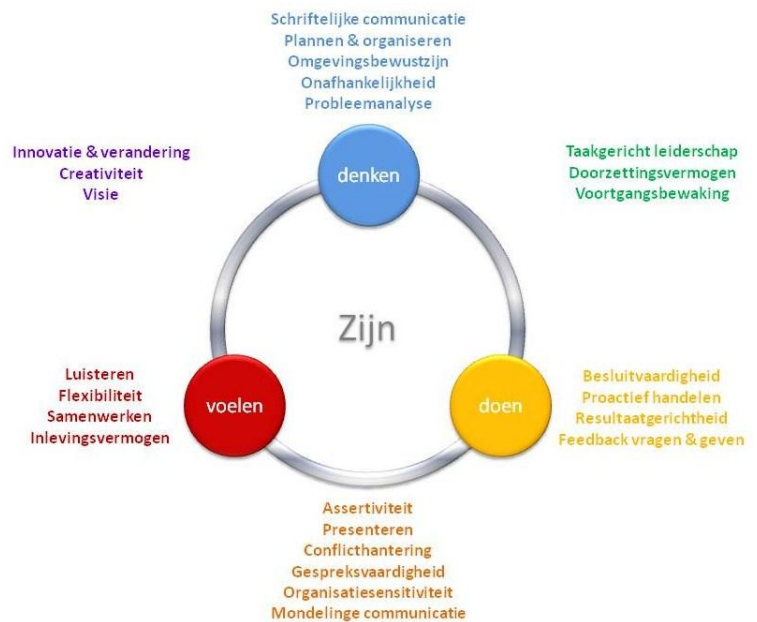 Schriftelijke communicatie
Plannen & organiseren
Omgevingsbewustzijn
Onafhankelijkheid
Probleemanalyse
Innovatie & verandering
Creativiteit
Visie
denken
Taakgericht leiderschap
Doorzettingsvermogen
Voortgangsbewaking
Zijn
Luisteren
Flexibiliteit
Samenwerken
Inlevingsvermogen
voelen
doen
Besluitvaardigheid
Proactief handelen
Resultaatgerichtheid
Feedback vragen & geven
Assertiviteit
Presenteren
Conflicthantering
Gespreksvaardigheid
Organisatiesensitiviteit
Mondelinge communicatie